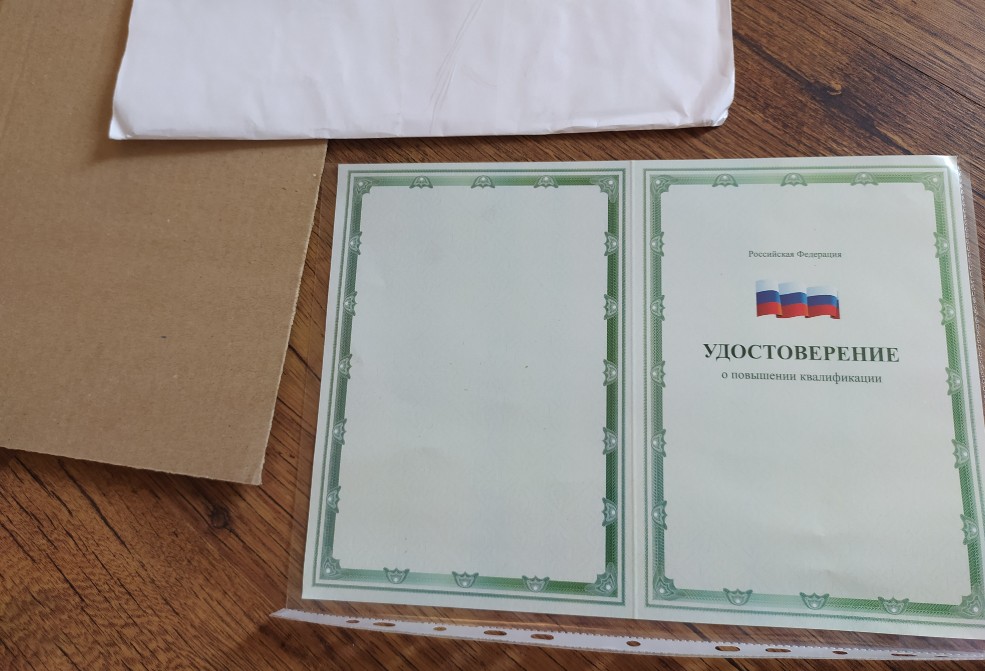 Российская Федерация
УДОСТОВЕРЕНИЕ
о повышении квалификации